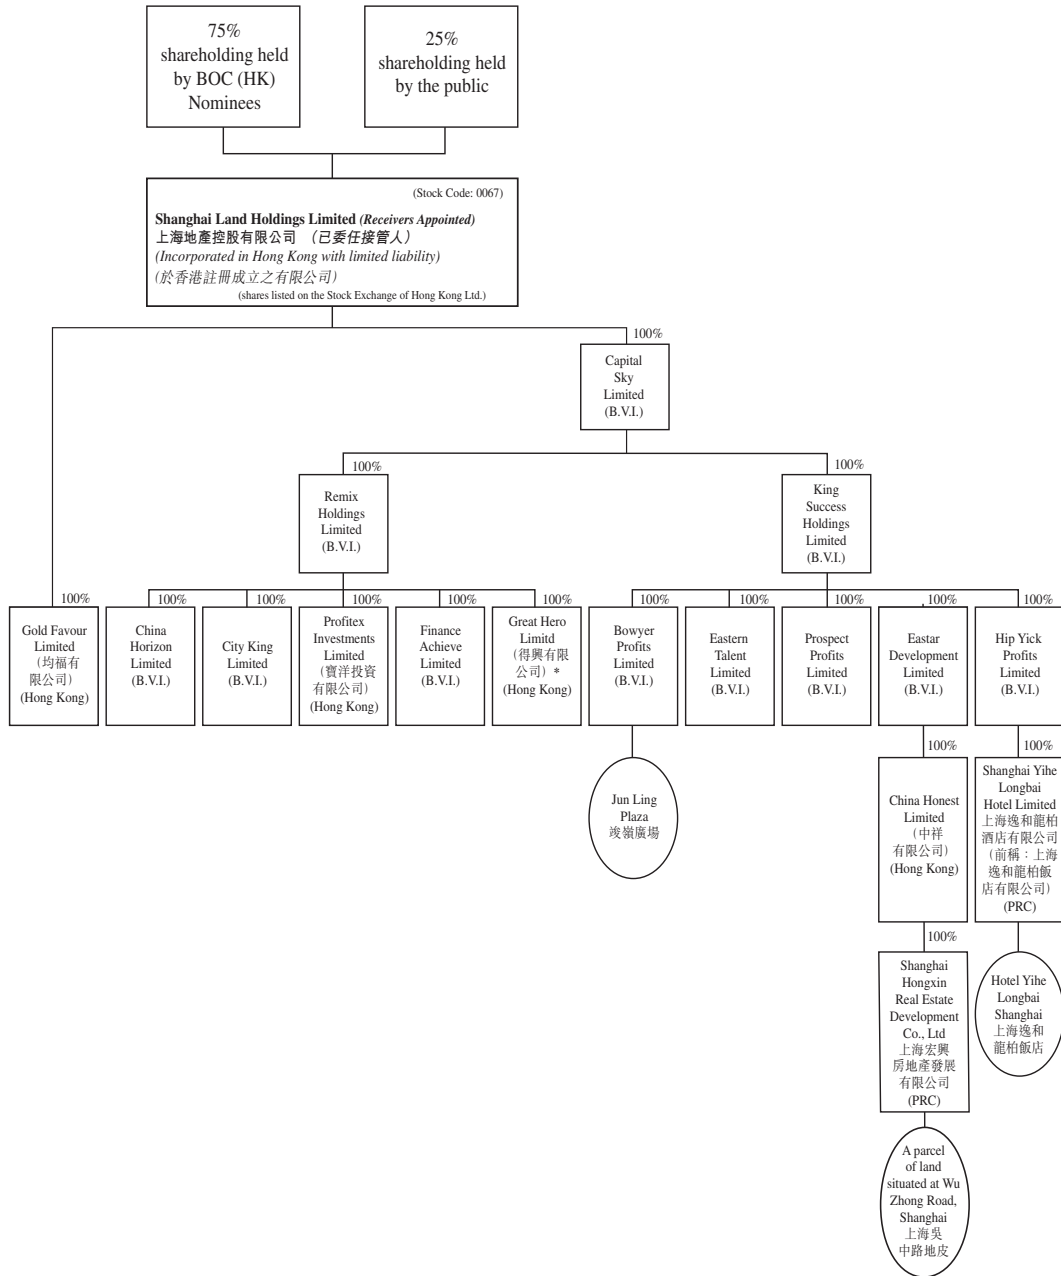 75%
shareholding held
by BOC (HK)
Nominees
25%
shareholding held
by the public
(Stock Code: 0067)
Shanghai Land Holdings Limited (Receivers Appointed)
上海地產控股有限公司 （已委任接管人）
(Incorporated in Hong Kong with limited liability)
(於香港註冊成立之有限公司)
(shares listed on the Stock Exchange of Hong Kong Ltd.)
100%
Capital
Sky
Limited
(B.V.I.)
100%
Remix
Holdings
Limited
(B.V.I.)
100%
King
Success
Holdings
Limited
(B.V.I.)
100%
Gold Favour
Limited
(均福有
限公司)
(Hong Kong)
100%
China
Horizon
Limited
(B.V.I.)
100%
City King
Limited
(B.V.I.)
100%
Profitex
Investments
Limited
(寶洋投資
有限公司)
(Hong Kong)
100%
Finance
Achieve
Limited
(B.V.I.)
100%
Great Hero
Limitd
(得興有限
公司) *
(Hong Kong)
100%
Bowyer
Profits
Limited
(B.V.I.)
100%
Eastern
Talent
Limited
(B.V.I.)
100%
Prospect
Profits
Limited
(B.V.I.)
100%
Eastar
Development
Limited
(B.V.I.)
100%
Hip Yick
Profits
Limited
(B.V.I.)
Jun Ling
Plaza
竣嶺廣場
100%
China Honest
Limited
(中祥
有限公司)
(Hong Kong)
100%
Shanghai Yihe
Longbai
Hotel Limited
上海逸和龍柏
酒店有限公司
(前稱：上海
逸和龍柏飯
店有限公司)
(PRC)
100%
Shanghai
Hongxin
Real Estate
Development
Co., Ltd
上海宏興
房地產發展
有限公司
(PRC)
Hotel Yihe
Longbai
Shanghai
上海逸和
龍柏飯店
A parcel
of land
situated at Wu
Zhong Road,
Shanghai
上海吳
中路地皮